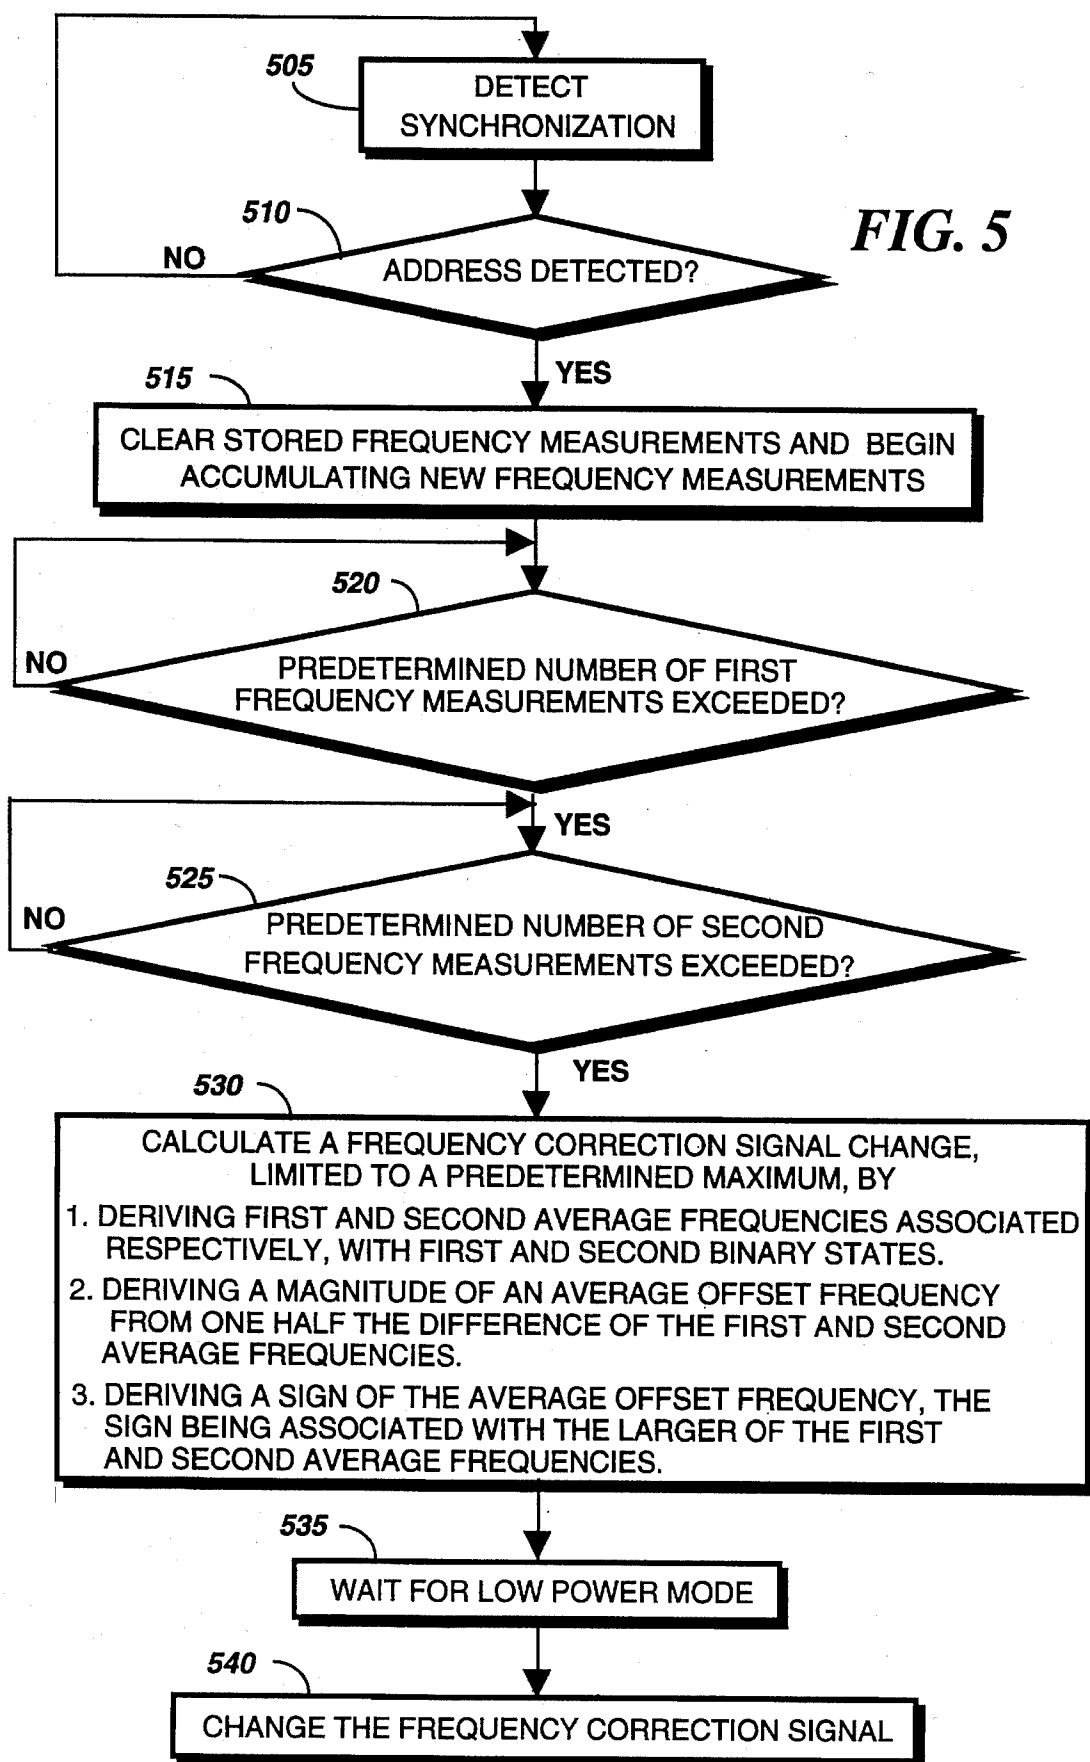 505
DETECT
SYNCHRONIZATION
510
FIG. 5
ADDRESS DETECTED?
NO
YES
515
CLEAR STORED FREQUENCY MEASUREMENTS AND BEGIN
ACCUMULATING NEW FREQUENCY MEASUREMENTS
520
NO
PREDETERMINED NUMBER OF FIRST
FREQUENCY MEASUREMENTS EXCEEDED?
YES
525
NO
PREDETERMINED NUMBER OF SECOND
FREQUENCY MEASUREMENTS EXCEEDED?
YES
530
CALCULATE A FREQUENCY CORRECTION SIGNAL CHANGE,
LIMITED TO A PREDETERMINED MAXIMUM, BY
1. DERIVING FIRST AND SECOND AVERAGE FREQUENCIES ASSOCIATED
RESPECTIVELY, WITH FIRST AND SECOND BINARY STATES.
2. DERIVING A MAGNITUDE OF AN AVERAGE OFFSET FREQUENCY
FROM ONE HALF THE DIFFERENCE OF THE FIRST AND SECOND
AVERAGE FREQUENCIES.
3. DERIVING A SIGN OF THE AVERAGE OFFSET FREQUENCY, THE
SIGN BEING ASSOCIATED WITH THE LARGER OF THE FIRST
AND SECOND AVERAGE FREQUENCIES.
535
WAIT FOR LOW POWER MODE
540
CHANGE THE FREQUENCY CORRECTION SIGNAL